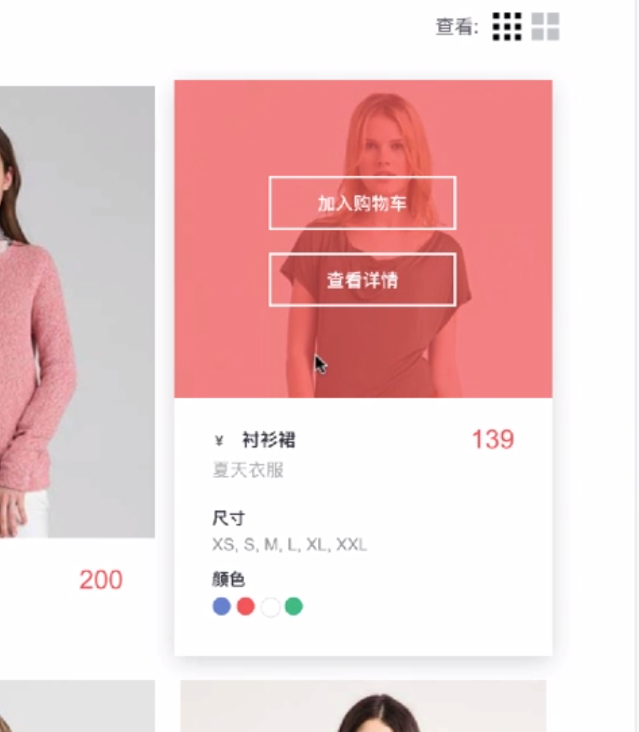 查看:
加入购物车
查看详情
¥ 衬衫裙 139
夏天衣服
尺寸
XS, S, M, L, XL, XXL
颜色
200